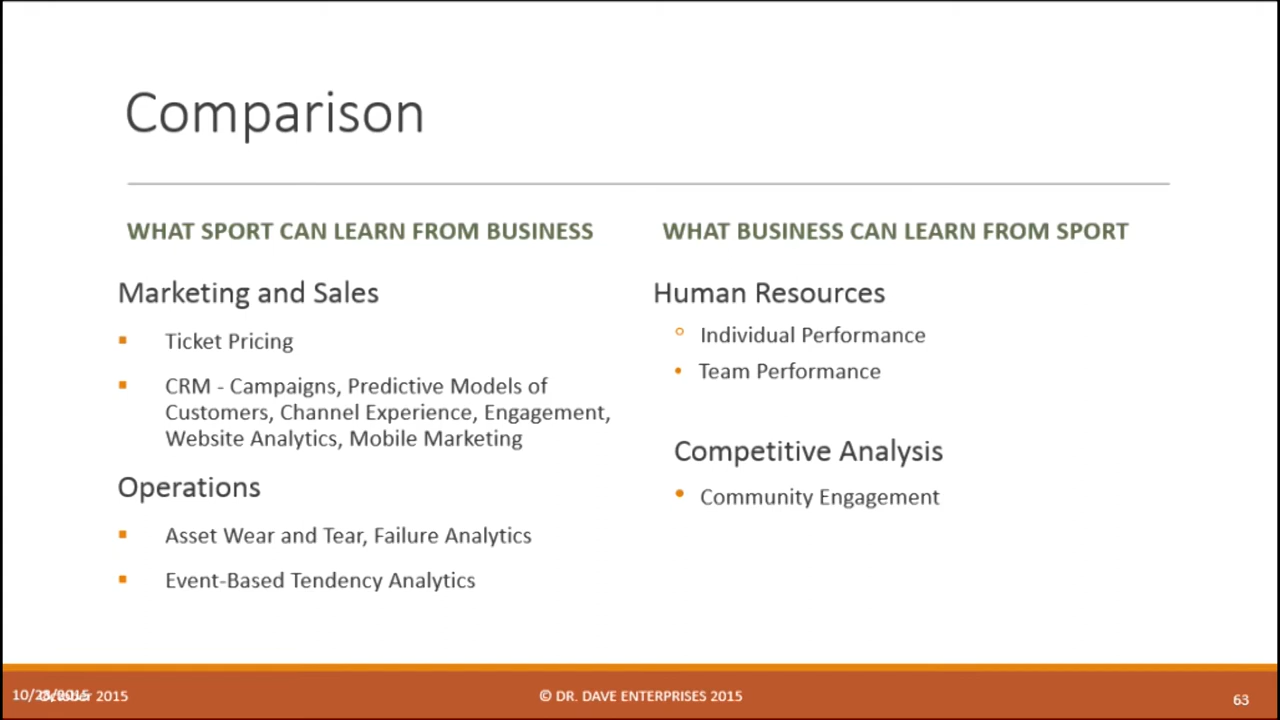 Comparison
WHAT SPORT CAN LEARN FROM BUSINESS
Marketing and Sales
Ticket Pricing
CRM - Campaigns, Predictive Models of
Customers, Channel Experience, Engagement,
Website Analytics, Mobile Marketing
Operations
Asset Wear and Tear, Failure Analytics
Event-Based Tendency Analytics
WHAT BUSINESS CAN LEARN FROM SPORT
Human Resources
Individual Performance
Team Performance
Competitive Analysis
Community Engagement
October 2015
© DR. DAVE ENTERPRISES 2015
63